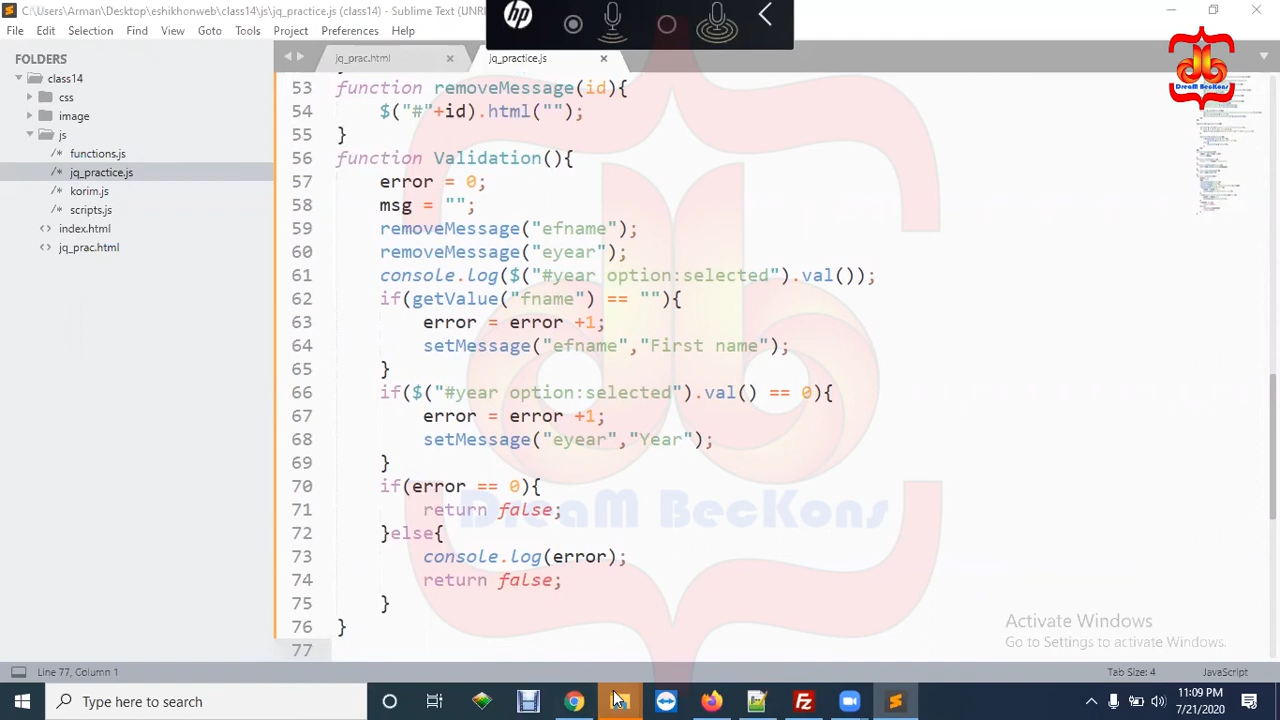 C:\Users\Arman\Desktop\eshikhonweb\class14\js\jq_practice.js (class14) - Sublime Text (UNRE
File Edit Selection Find View Goto Tools Project Preferences Help
hp
FOLDERS
class14
css
image
js
functions.js
korim.js
scripts.js
index.html
jq_prac.html
jq_prac.html
jq_practice.js
DreaM BecKons
53 function removeMessage(id){
54 $("#"+id).html("");
55 }
56 function Validation(){
57 error = 0;
58 msg = "";
59 removeMessage("efname");
60 removeMessage("eyear");
61 console.log($("#year option:selected").val());
62 if(getValue("fname") == ""){
63 error = error +1;
64 setMessage("efname","First name");
65 }
66 if($("#year option:selected").val() == 0){
67 error = error +1;
68 setMessage("eyear","Year");
69 }
70 if(error == 0){
71 return false;
72 }else{
73 console.log(error);
74 return false;
75 }
76 }
77
DreaM BecKons
Activate Windows
Go to Settings to activate Windows.
Line 77, Column 1
Tab Size: 4
JavaScript
Type here to search
11:09 PM
7/21/2020